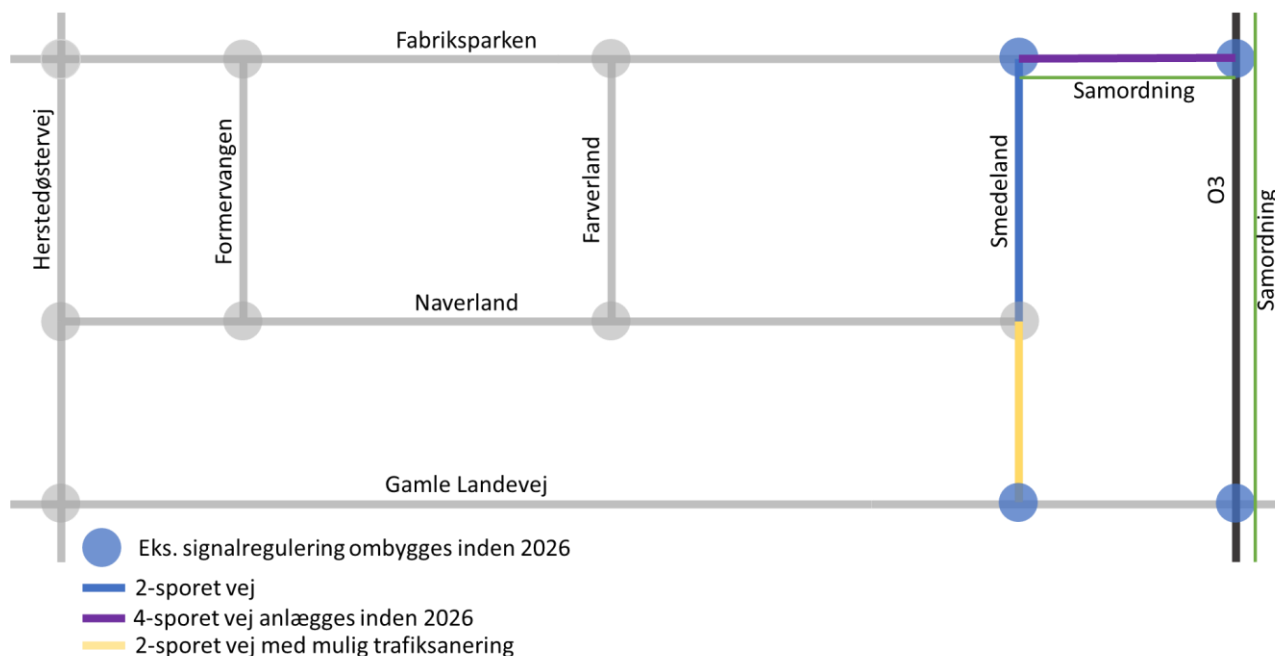 Fabriksparken
Samordning
Herstedøstervej
Formervangen
Farverland
Smedeland
O3
Samordning
Naverland
Gamle Landevej
Eks. signalregulering ombygges inden 2026
2-sporet vej
4-sporet vej anlægges inden 2026
2-sporet vej med mulig trafiksanering